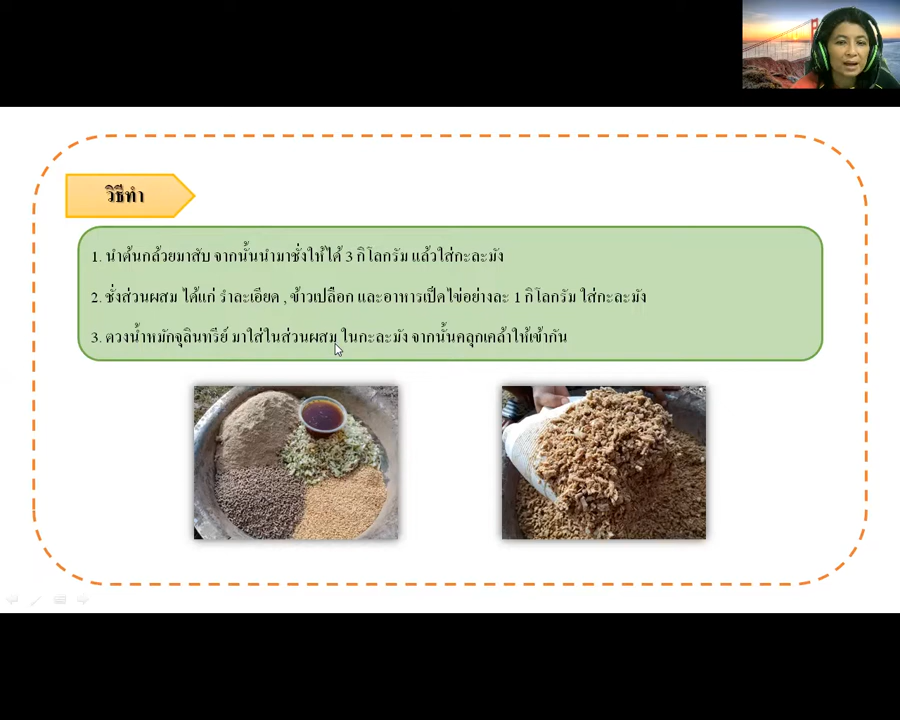 วิธีทำ
1. นำต้นกล้วยมาสับ จากนั้นนำมาชั่งให้ได้ 3 กิโลกรัม แล้วใส่กะละมัง
2. ชั่งส่วนผสม ได้แก่ รำละเอียด , ข้าวเปลือก และอาหารเป็ดไข่อย่างละ 1 กิโลกรัม ใส่กะละมัง
3. ตวงน้ำหมักจุลินทรีย์ มาใส่ในส่วนผสม ในกะละมัง จากนั้นคลุกเคล้าให้เข้ากัน